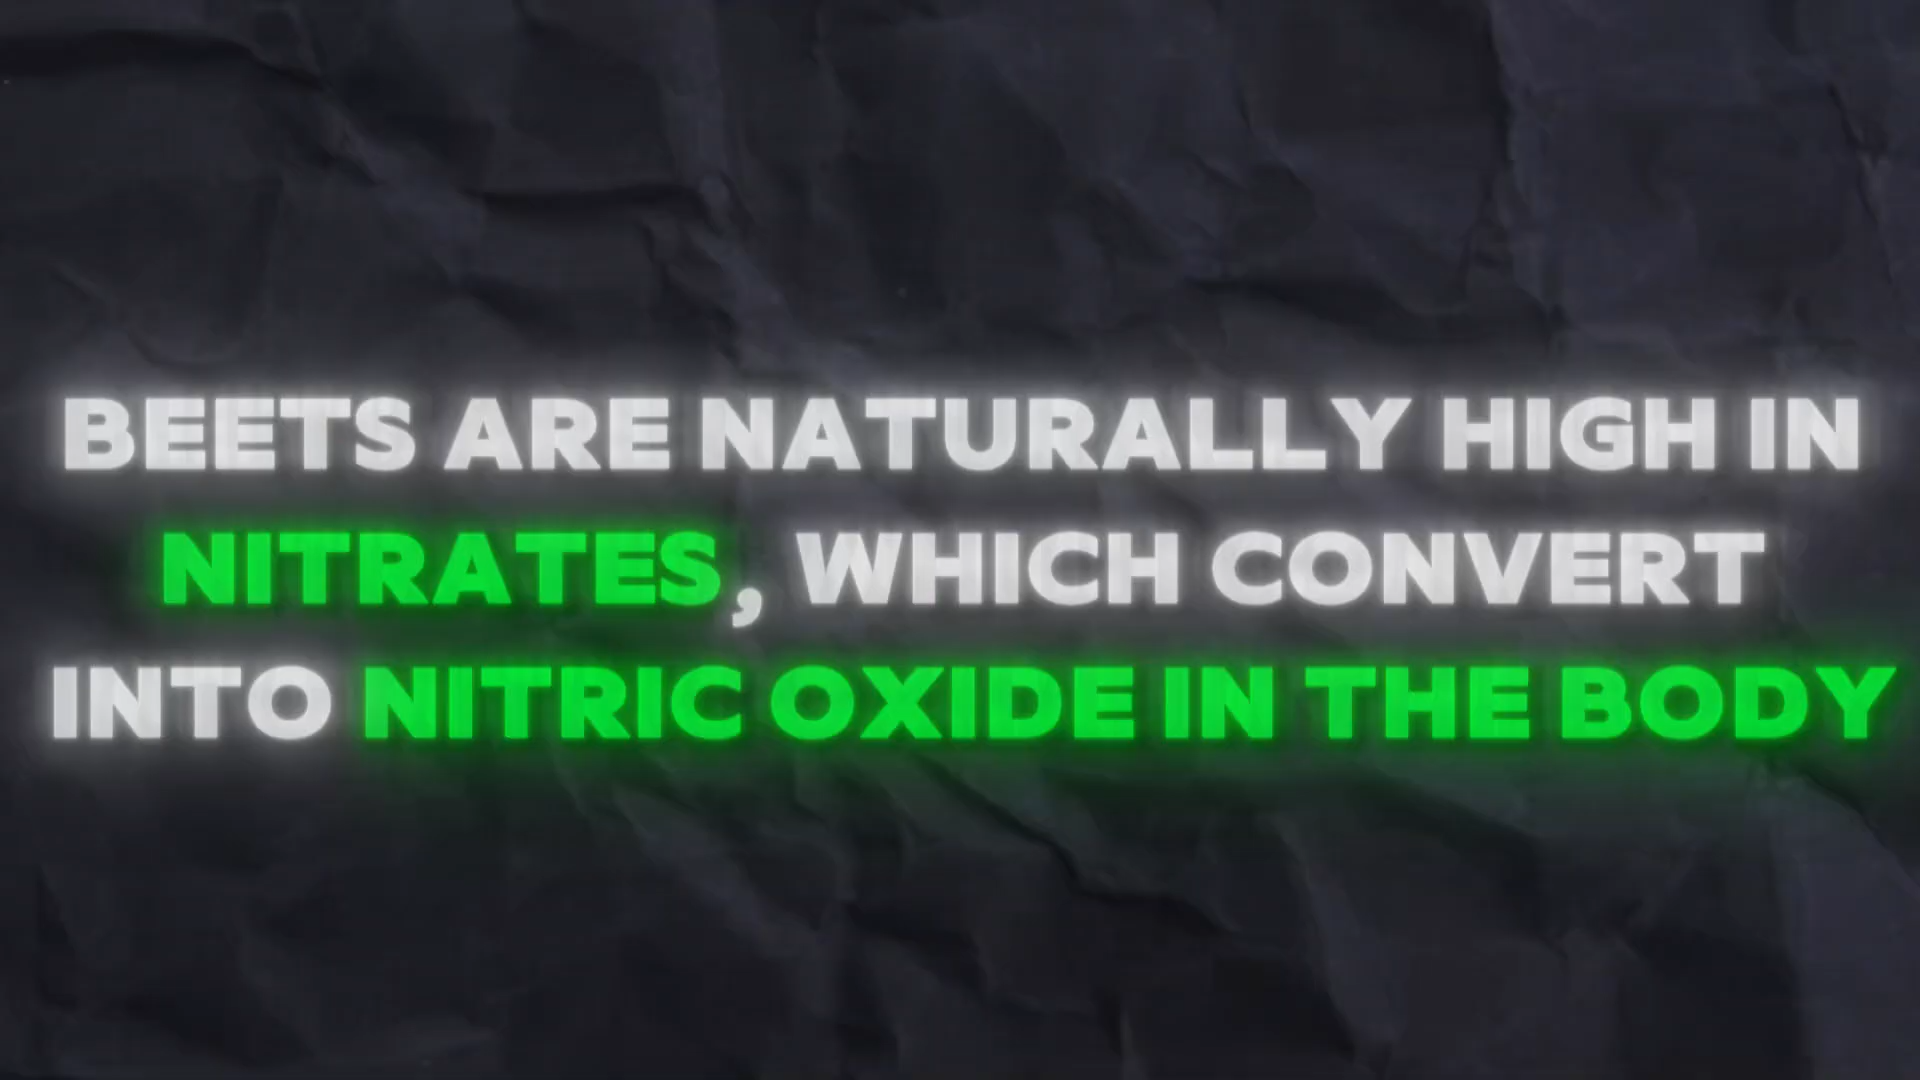 BEETS ARE NATURALLY HIGH IN
NITRATES, WHICH CONVERT
INTO NITRIC OXIDE IN THE BODY